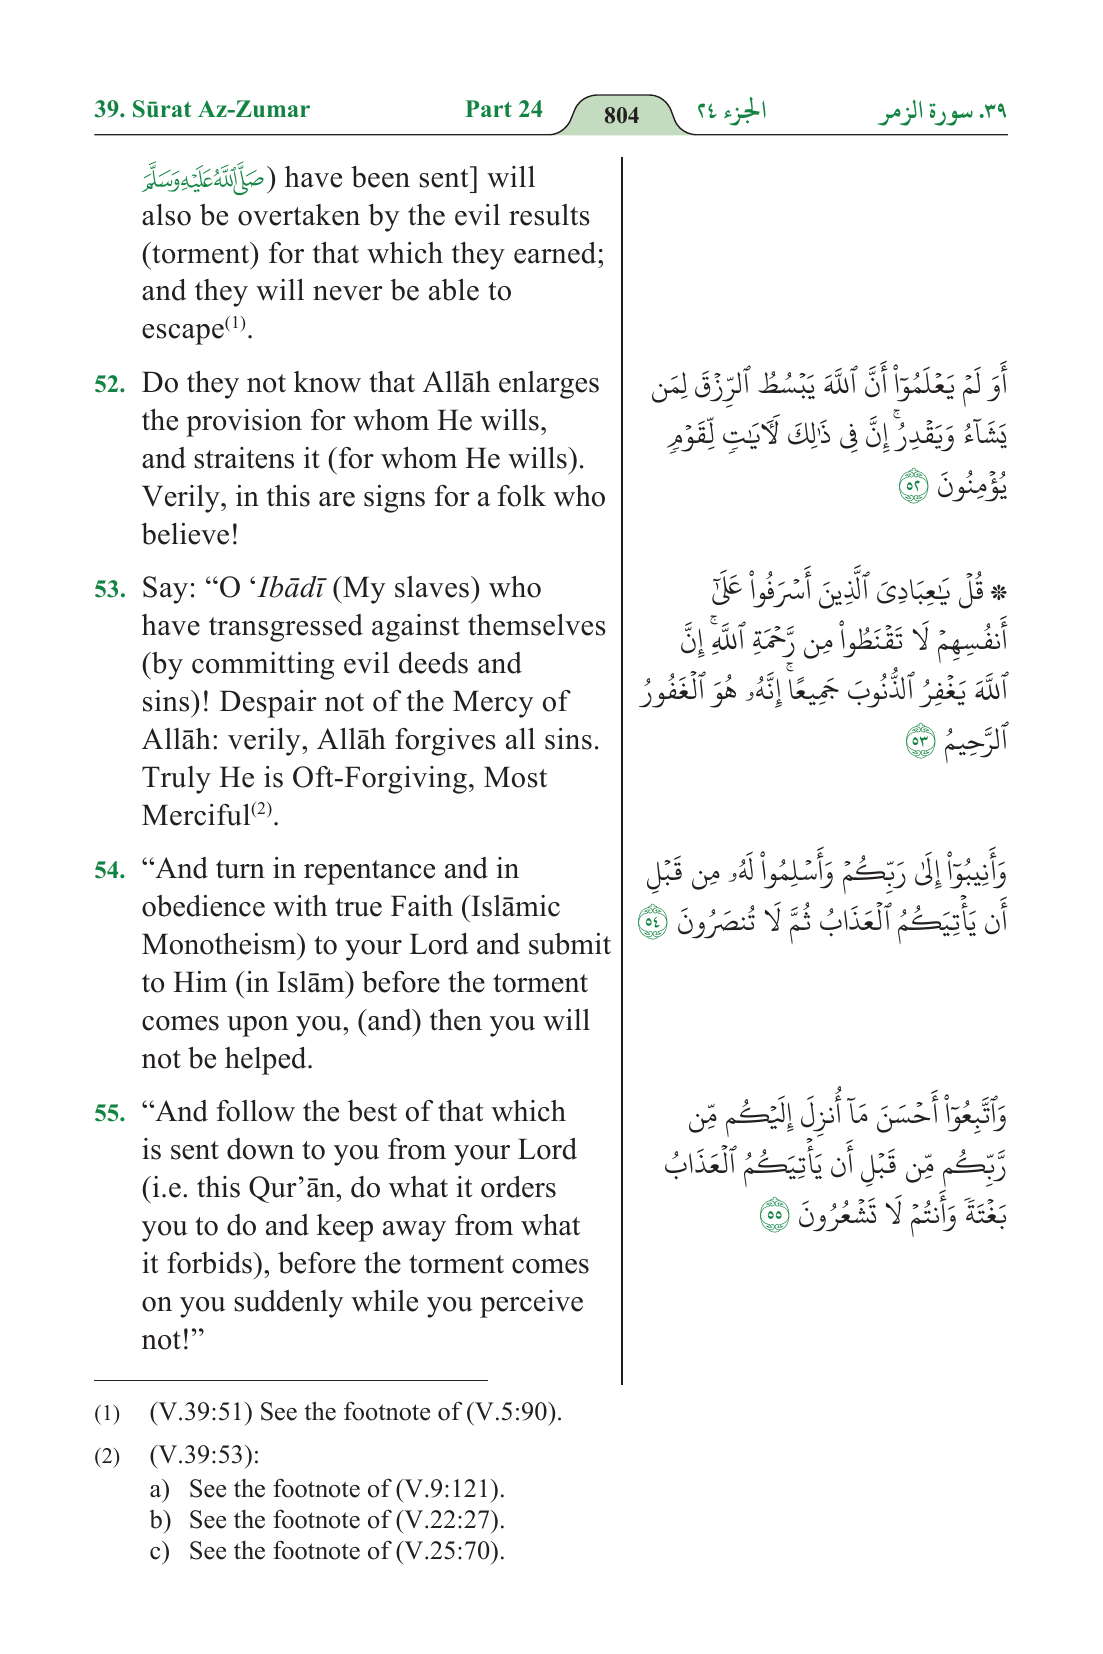 39. Sūrat Az-Zumar Part 24 804 الجزء ٢٤ ٣٩. سورة الزمر
ﷺ) have been sent] will
also be overtaken by the evil results
(torment) for that which they earned;
and they will never be able to
escape(1).
52. Do they not know that Allāh enlarges
the provision for whom He wills,
and straitens it (for whom He wills).
Verily, in this are signs for a folk who
believe!
53. Say: “O ‘Ibādī (My slaves) who
have transgressed against themselves
(by committing evil deeds and
sins)! Despair not of the Mercy of
Allāh: verily, Allāh forgives all sins.
Truly He is Oft-Forgiving, Most
Merciful(2).
54. “And turn in repentance and in
obedience with true Faith (Islāmic
Monotheism) to your Lord and submit
to Him (in Islām) before the torment
comes upon you, (and) then you will
not be helped.
55. “And follow the best of that which
is sent down to you from your Lord
(i.e. this Qur’ān, do what it orders
you to do and keep away from what
it forbids), before the torment comes
on you suddenly while you perceive
not!”
أَوَ لَمْ يَعْلَمُوٓا۟ أَنَّ ٱللَّهَ يَبْسُطُ ٱلرِّزْقَ لِمَن
يَشَآءُ وَيَقْدِرُ ۚ إِنَّ فِى ذَٰلِكَ لَـَٔايَـٰتٍ لِّقَوْمٍ
يُؤْمِنُونَ ٥٢
۞ قُلْ يَـٰعِبَادِىَ ٱلَّذِينَ أَسْرَفُوا۟ عَلَىٰٓ
أَنفُسِهِمْ لَا تَقْنَطُوا۟ مِن رَّحْمَةِ ٱللَّهِ ۚ إِنَّ
ٱللَّهَ يَغْفِرُ ٱلذُّنُوبَ جَمِيعًا ۚ إِنَّهُۥ هُوَ ٱلْغَفُورُ
ٱلرَّحِيمُ ٥٣
وَأَنِيبُوٓا۟ إِلَىٰ رَبِّكُمْ وَأَسْلِمُوا۟ لَهُۥ مِن قَبْلِ
أَن يَأْتِيَكُمُ ٱلْعَذَابُ ثُمَّ لَا تُنصَرُونَ ٥٤
وَٱتَّبِعُوٓا۟ أَحْسَنَ مَآ أُنزِلَ إِلَيْكُم مِّن
رَّبِّكُم مِّن قَبْلِ أَن يَأْتِيَكُمُ ٱلْعَذَابُ
بَغْتَةً وَأَنتُمْ لَا تَشْعُرُونَ ٥٥
(1) (V.39:51) See the footnote of (V.5:90).
(2) (V.39:53):
a) See the footnote of (V.9:121).
b) See the footnote of (V.22:27).
c) See the footnote of (V.25:70).